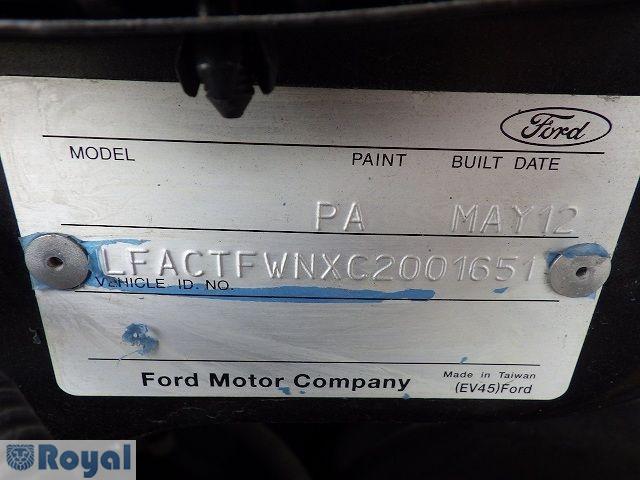 Ford
MODEL PAINT BUILT DATE
PA MAY12
LFACTFWNXC2001651
VEHICLE ID. NO.
Ford Motor Company
Made in Taiwan
(EV45)Ford
Royal